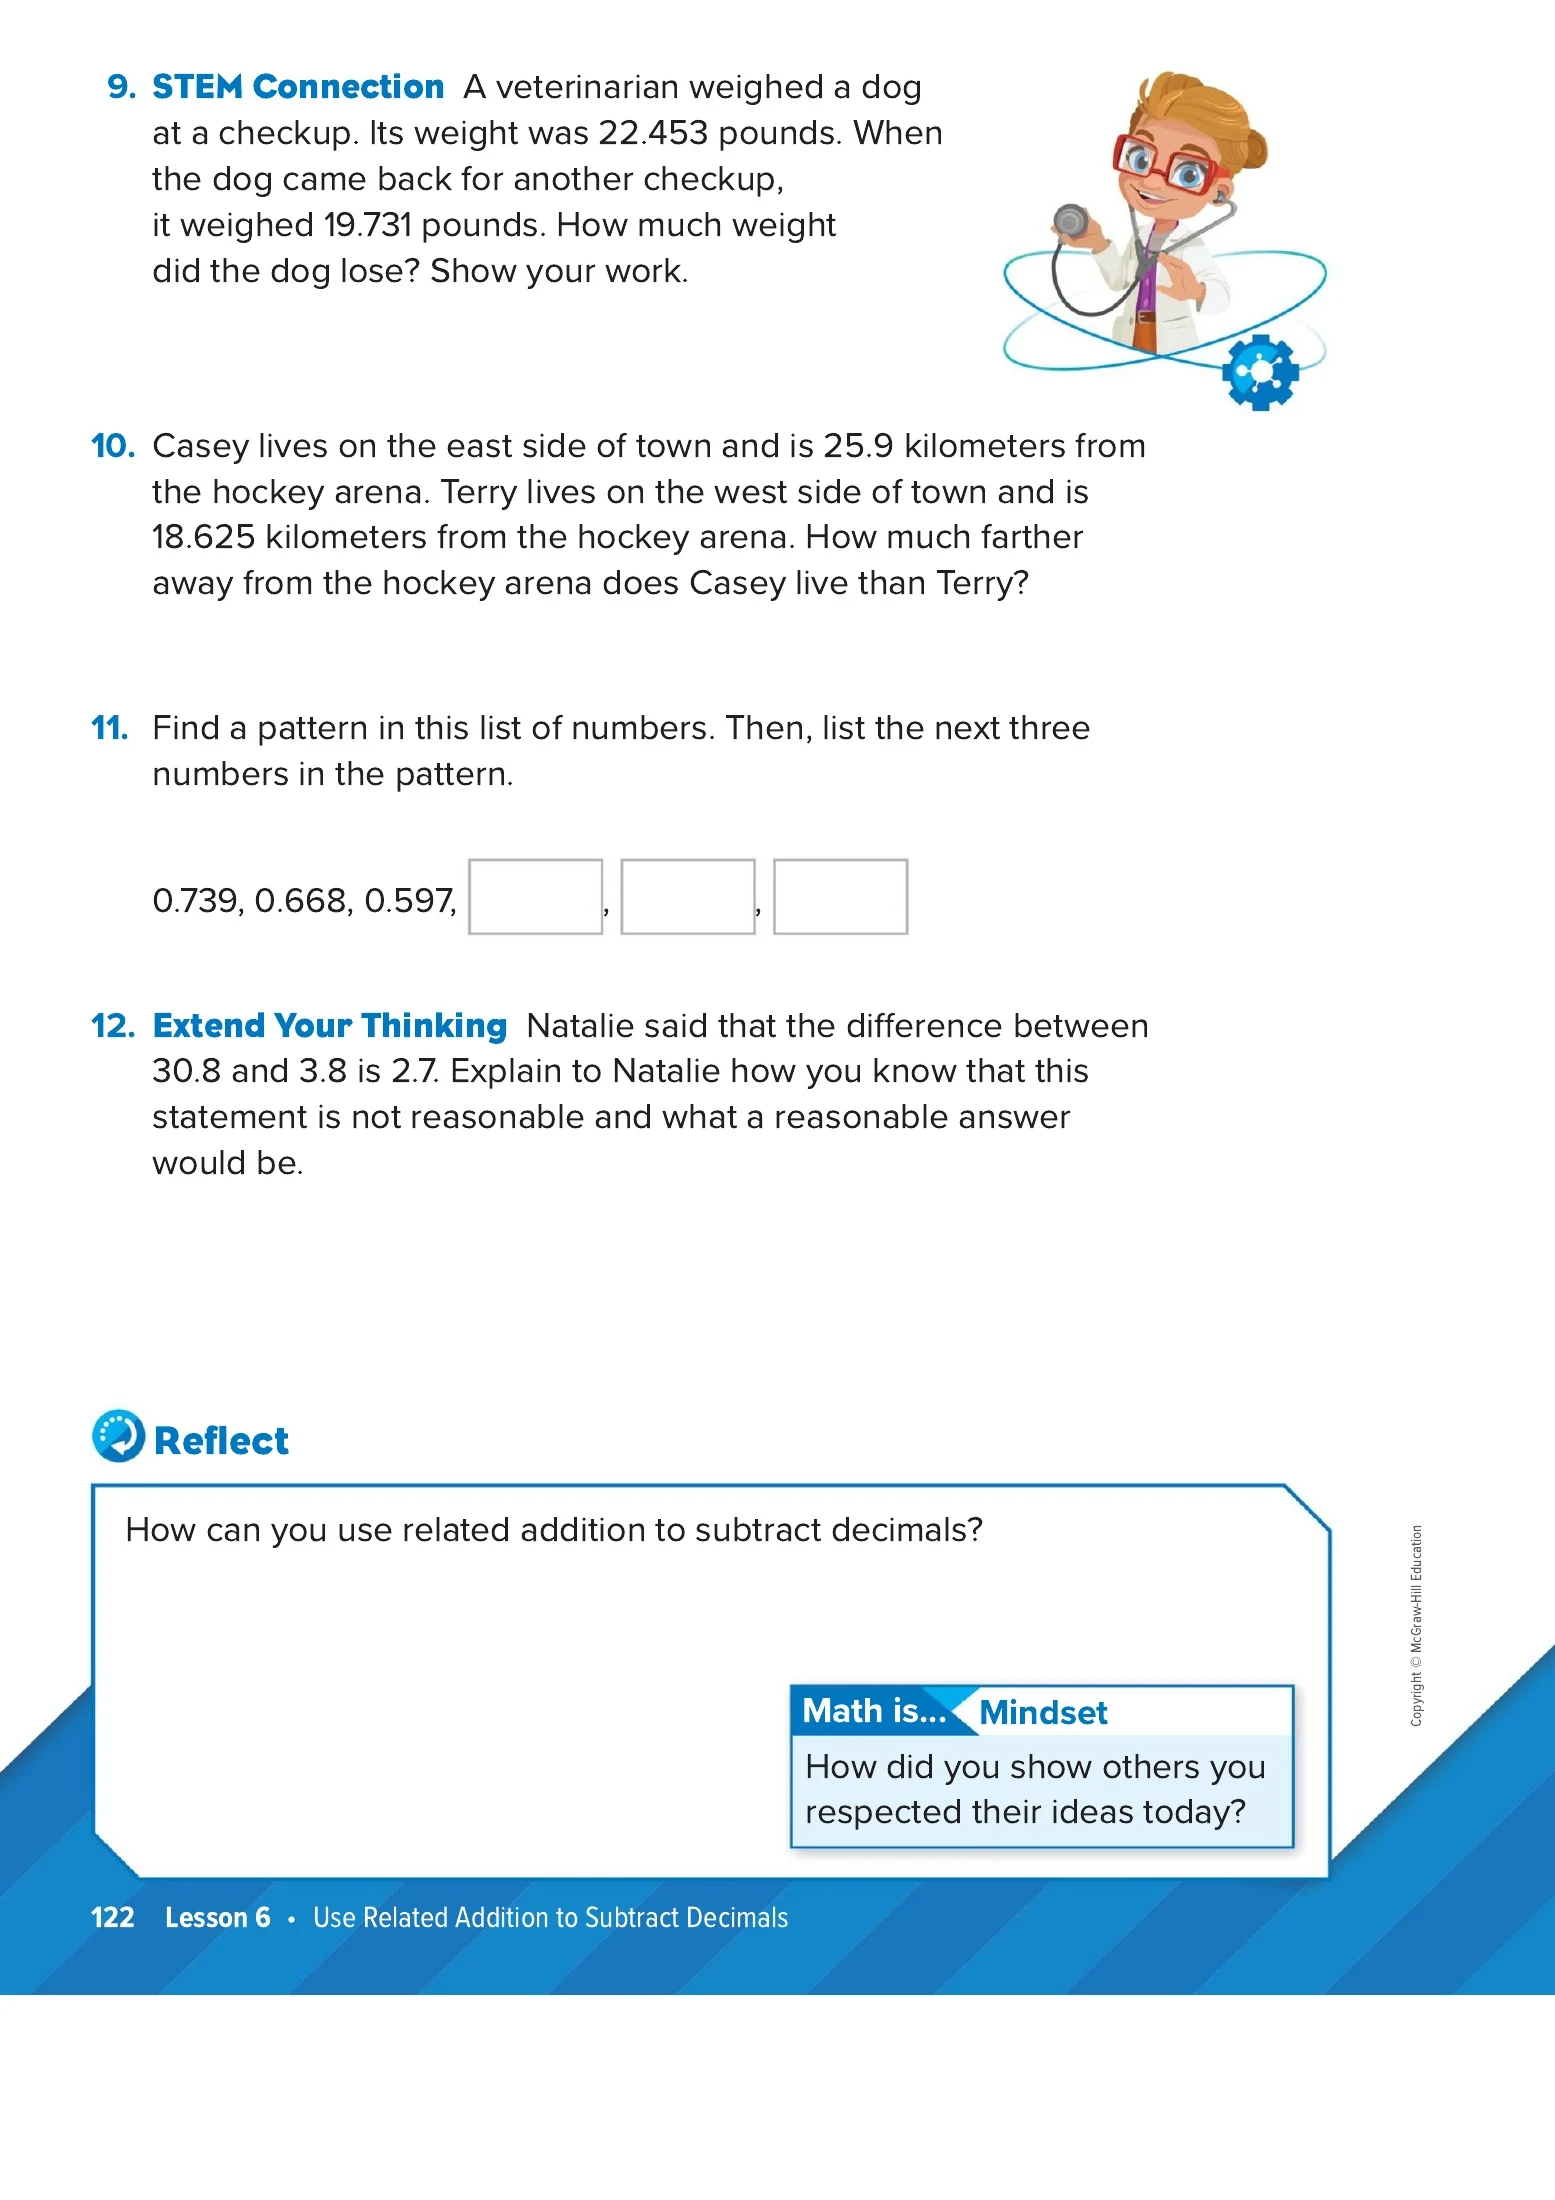 9. STEM Connection A veterinarian weighed a dog
at a checkup. Its weight was 22.453 pounds. When
the dog came back for another checkup,
it weighed 19.731 pounds. How much weight
did the dog lose? Show your work.
10. Casey lives on the east side of town and is 25.9 kilometers from
the hockey arena. Terry lives on the west side of town and is
18.625 kilometers from the hockey arena. How much farther
away from the hockey arena does Casey live than Terry?
11. Find a pattern in this list of numbers. Then, list the next three
numbers in the pattern.
0.739, 0.668, 0.597, , ,
12. Extend Your Thinking Natalie said that the difference between
30.8 and 3.8 is 2.7. Explain to Natalie how you know that this
statement is not reasonable and what a reasonable answer
would be.
Reflect
How can you use related addition to subtract decimals?
Math is... Mindset
How did you show others you
respected their ideas today?
Copyright © McGraw-Hill Education
122 Lesson 6 • Use Related Addition to Subtract Decimals